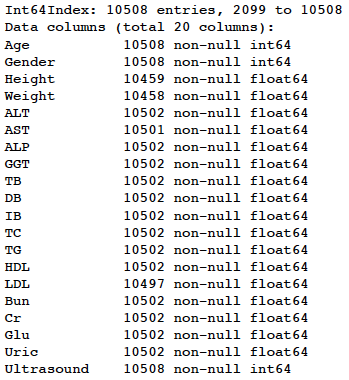 Int64Index: 10508 entries, 2099 to 10508
Data columns (total 20 columns):
Age 10508 non-null int64
Gender 10508 non-null int64
Height 10459 non-null float64
Weight 10458 non-null float64
ALT 10502 non-null float64
AST 10501 non-null float64
ALP 10502 non-null float64
GGT 10502 non-null float64
TB 10502 non-null float64
DB 10502 non-null float64
IB 10502 non-null float64
TC 10502 non-null float64
TG 10502 non-null float64
HDL 10502 non-null float64
LDL 10497 non-null float64
Bun 10502 non-null float64
Cr 10502 non-null float64
Glu 10502 non-null float64
Uric 10502 non-null float64
Ultrasound 10508 non-null int64